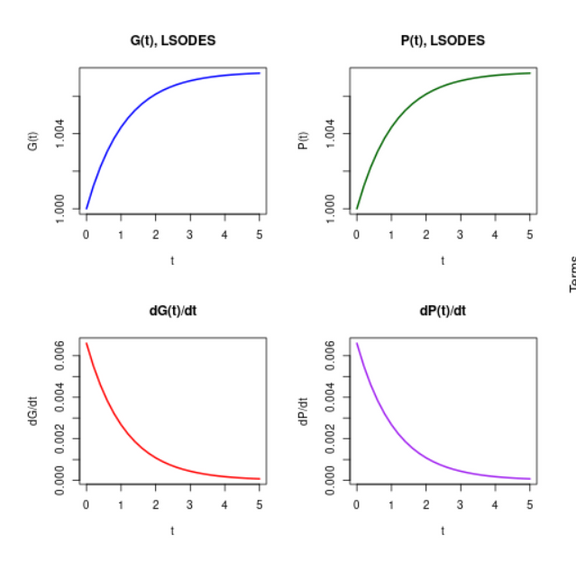 G(t), LSODES
G(t)
1.000 1.004
0 1 2 3 4 5
t
P(t), LSODES
P(t)
1.000 1.004
0 1 2 3 4 5
t
Terms
dG(t)/dt
dG/dt
0.000 0.002 0.004 0.006
0 1 2 3 4 5
t
dP(t)/dt
dP/dt
0.000 0.002 0.004 0.006
0 1 2 3 4 5
t